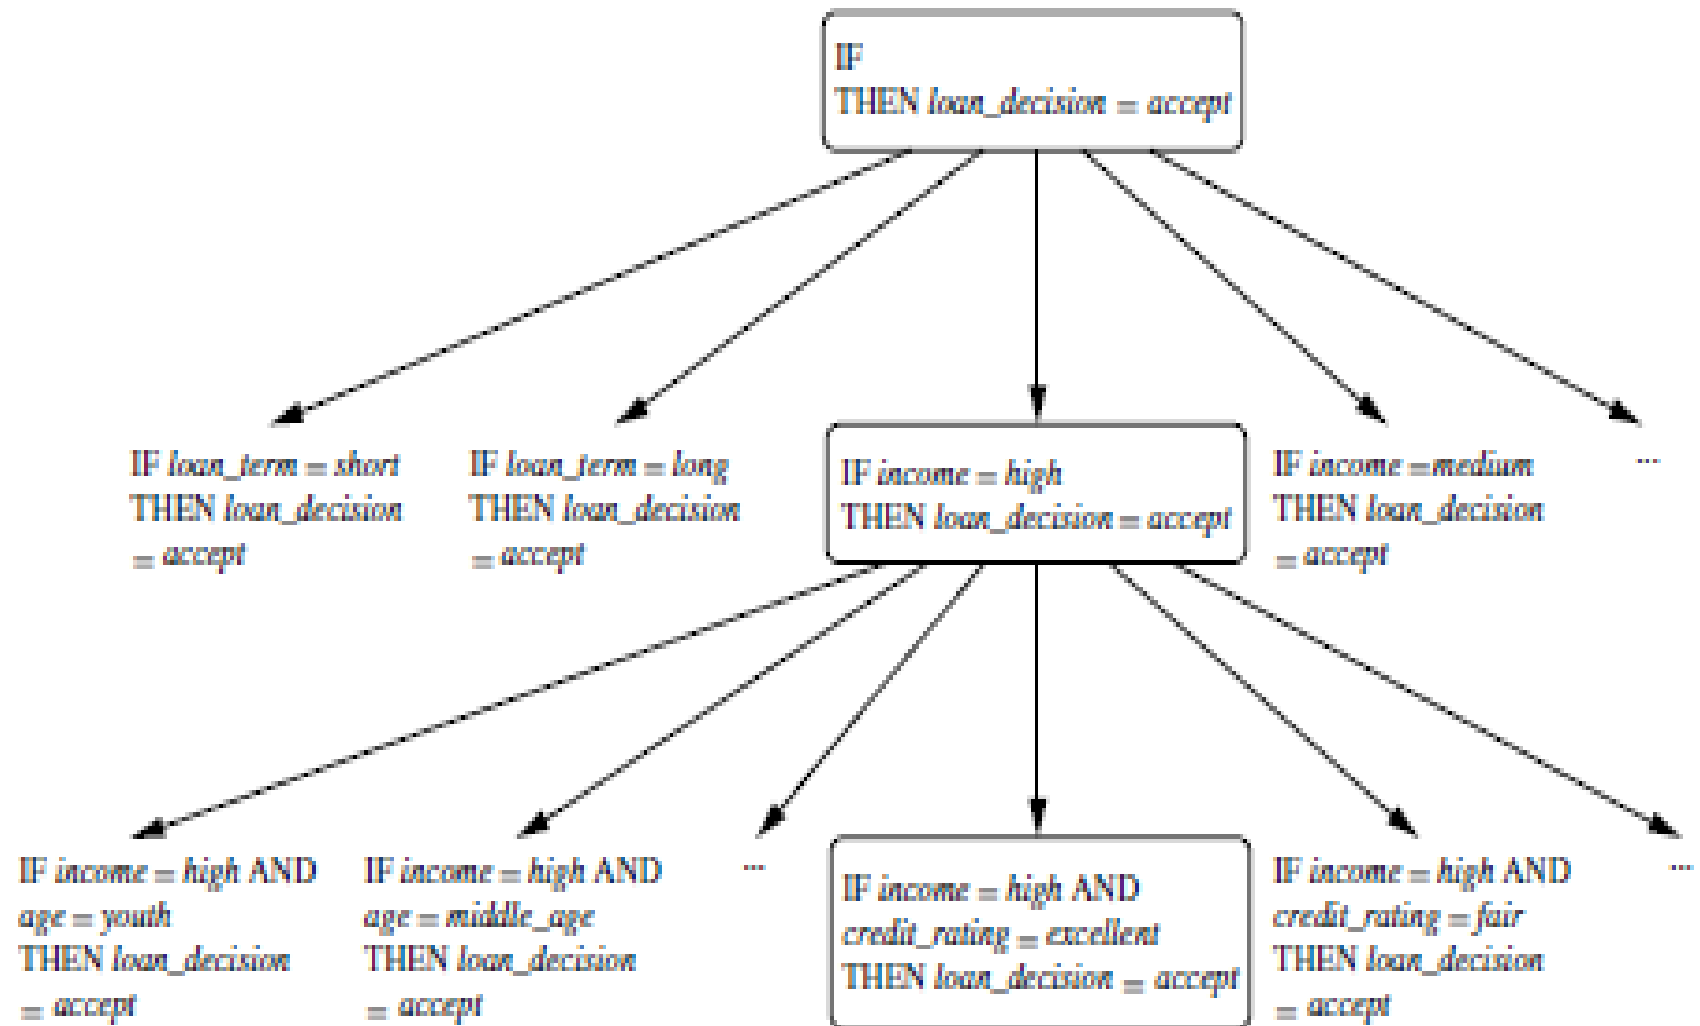 IF
THEN loan_decision = accept
IF loan_term = short
THEN loan_decision
= accept
IF loan_term = long
THEN loan_decision
= accept
IF income = high
THEN loan_decision = accept
IF income =medium
THEN loan_decision
= accept
...
IF income = high AND
age = youth
THEN loan_decision
= accept
IF income = high AND
age = middle_age
THEN loan_decision
= accept
...
IF income = high AND
credit_rating = excellent
THEN loan_decision = accept
IF income = high AND
credit_rating = fair
THEN loan_decision
= accept
...